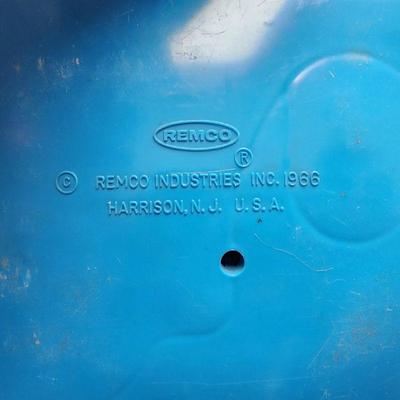 REMCO
®
© REMCO INDUSTRIES INC. 1966
HARRISON, N. J. U. S. A.